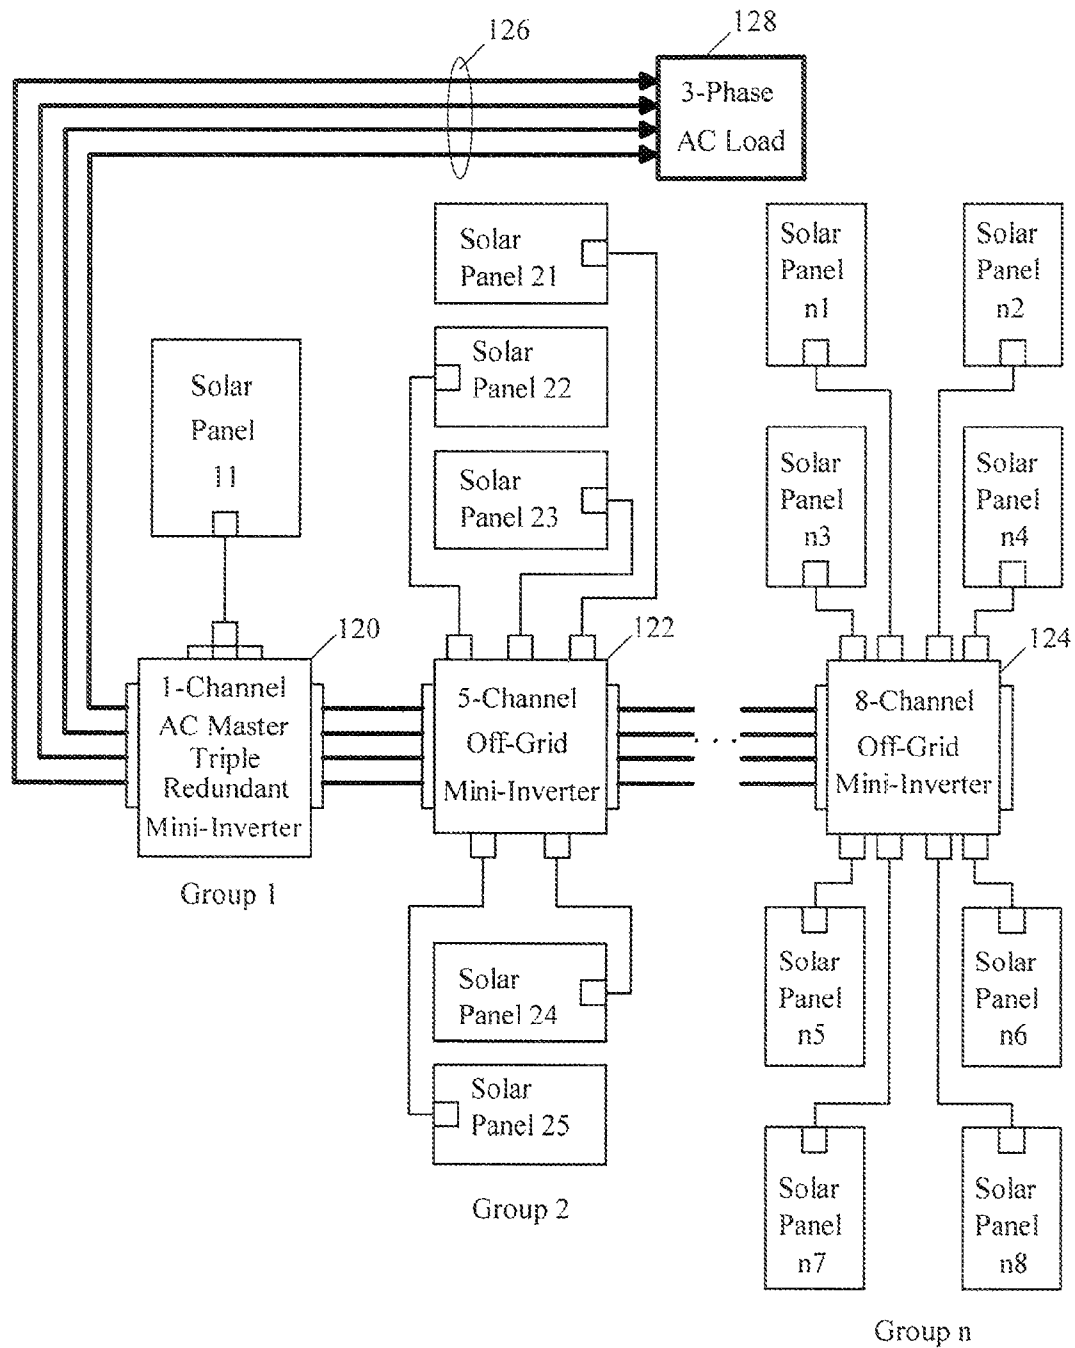 126
128
3-Phase
AC Load
Solar
Panel 21
Solar
Panel 22
Solar
Panel 23
Solar
Panel
n1
Solar
Panel
n2
Solar
Panel
11
Solar
Panel
n3
Solar
Panel
n4
120
122
124
1-Channel
AC Master
Triple
Redundant
Mini-Inverter
5-Channel
Off-Grid
Mini-Inverter
. . .
8-Channel
Off-Grid
Mini-Inverter
Group 1
Solar
Panel 24
Solar
Panel 25
Group 2
Solar
Panel
n5
Solar
Panel
n6
Solar
Panel
n7
Solar
Panel
n8
Group n